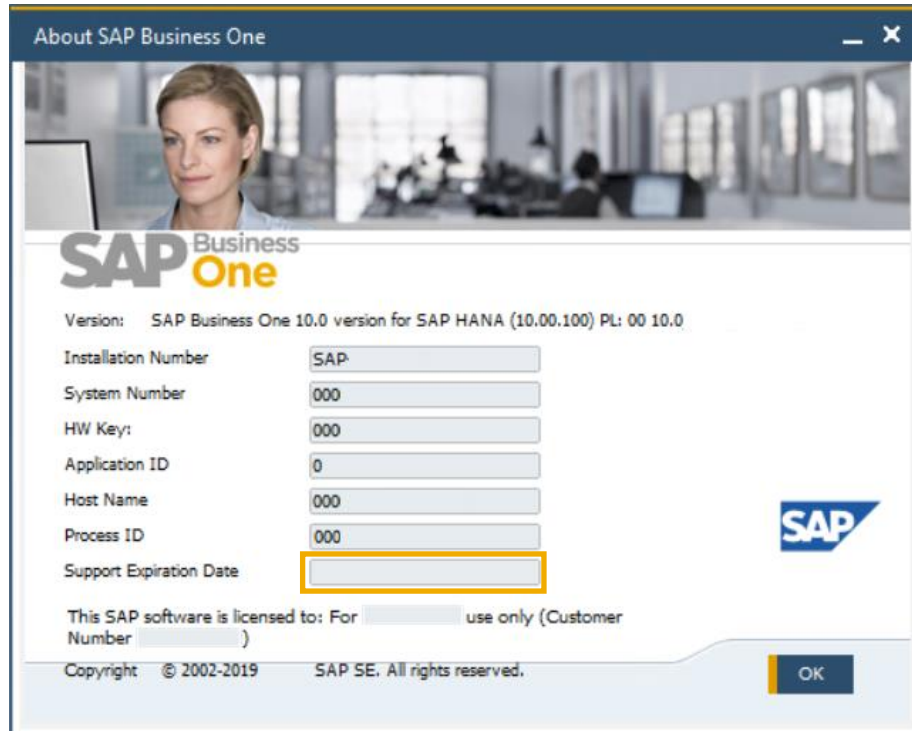 About SAP Business One
SAP Business One
Version: SAP Business One 10.0 version for SAP HANA (10.00.100) PL: 00 10.0
Installation Number SAP
System Number 000
HW Key: 000
Application ID 0
Host Name 000
Process ID 000
SAP
Support Expiration Date
This SAP software is licensed to: For use only (Customer
Number )
Copyright © 2002-2019 SAP SE. All rights reserved.
OK